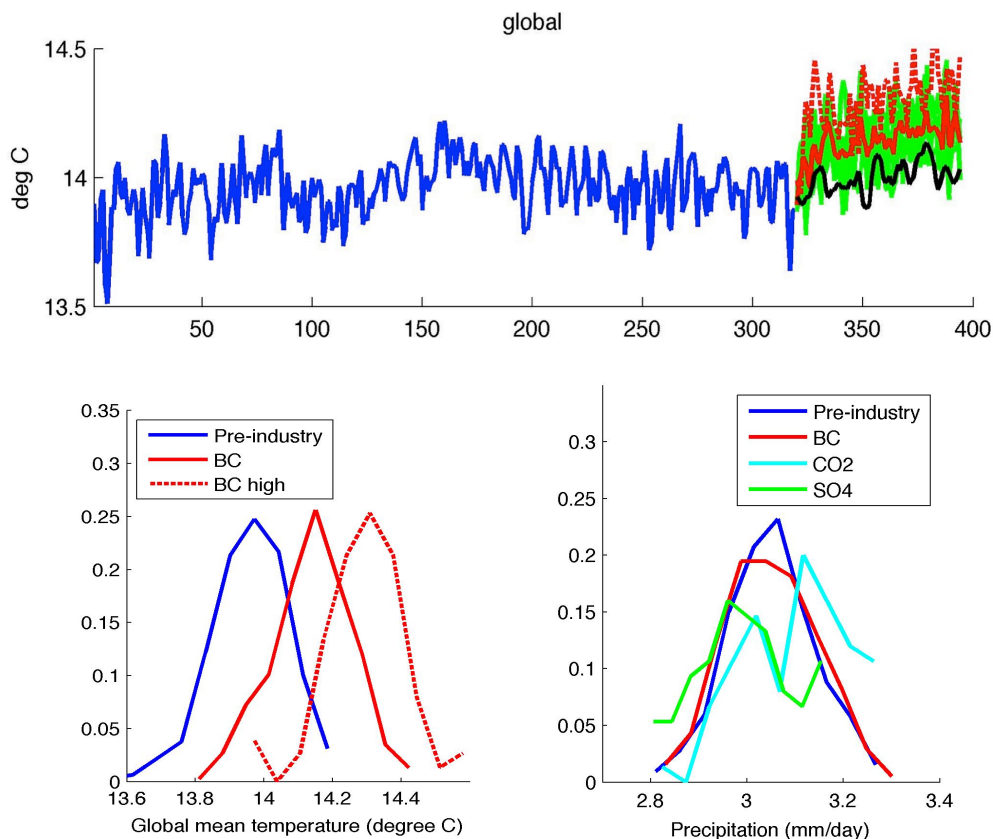 global
14.5
deg C
14
13.5
50 100 150 200 250 300 350 400
0.35
Pre-industry
BC
BC high
0.3
0.25
0.2
0.15
0.1
0.05
0
13.6 13.8 14 14.2 14.4
Global mean temperature (degree C)
Pre-industry
BC
CO2
SO4
0.3
0.25
0.2
0.15
0.1
0.05
0
2.8 3 3.2 3.4
Precipitation (mm/day)